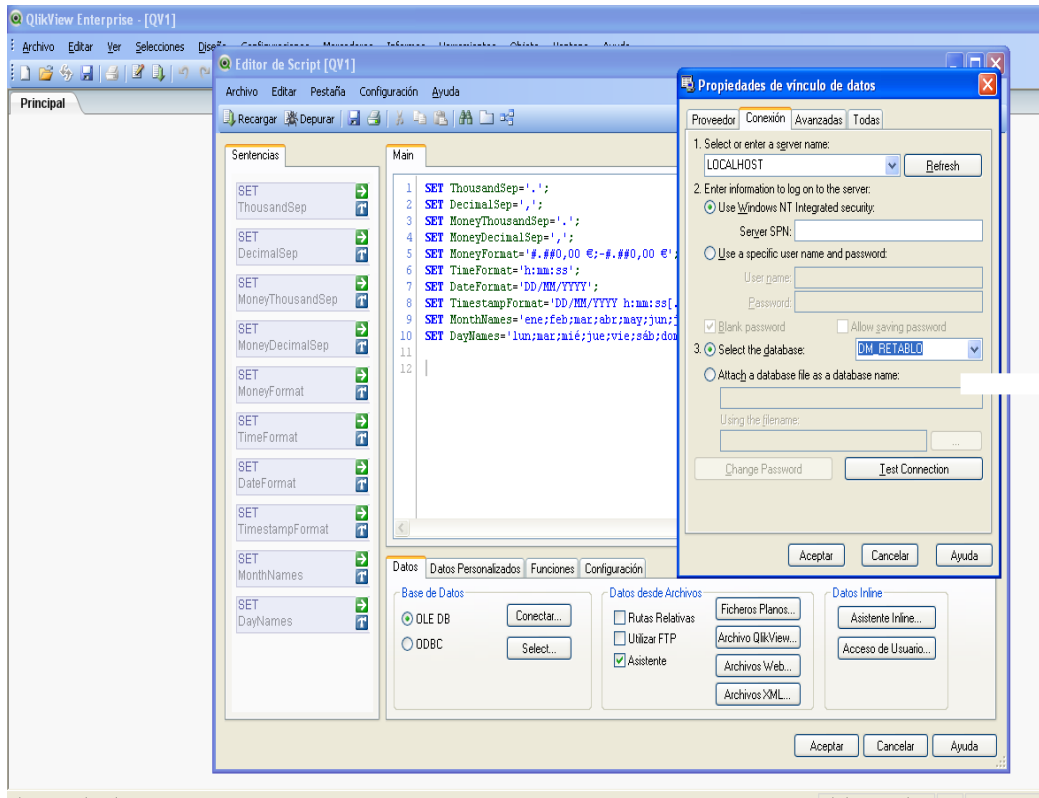 QlikView Enterprise - [QV1]
Archivo Editar Ver Selecciones
Principal
Editor de Script [QV1]
Archivo Editar Pestaña Configuración Ayuda
Recargar Depurar
Sentencias
SET
ThousandSep
SET
DecimalSep
SET
MoneyThousandSep
SET
MoneyDecimalSep
SET
MoneyFormat
SET
TimeFormat
SET
DateFormat
SET
TimestampFormat
SET
MonthNames
SET
DayNames
Main
1 SET ThousandSep='.';
2 SET DecimalSep=',';
3 SET MoneyThousandSep='.';
4 SET MoneyDecimalSep=',';
5 SET MoneyFormat='#.##0,00 €;-#.##0,00 €';
6 SET TimeFormat='h:mm:ss';
7 SET DateFormat='DD/MM/YYYY';
8 SET TimestampFormat='DD/MM/YYYY h:mm:ss[.
9 SET MonthNames='ene;feb;mar;abr;may;jun;j
10 SET DayNames='lun;mar;mié;jue;vie;sáb;dom
11
12
Datos Datos Personalizados Funciones Configuración
Base de Datos
OLE DB
Conectar...
ODBC
Select...
Datos desde Archivos
Rutas Relativas
Utilizar FTP
Asistente
Ficheros Planos...
Archivo QlikView...
Archivos Web...
Archivos XML...
Datos Inline
Asistente Inline...
Acceso de Usuario...
Aceptar Cancelar Ayuda
Propiedades de vínculo de datos
Proveedor Conexión Avanzadas Todas
1. Select or enter a server name:
LOCALHOST
Refresh
2. Enter information to log on to the server:
Use Windows NT Integrated security:
Server SPN:
Use a specific user name and password:
User name:
Password:
Blank password
Allow saving password
3. Select the database:
DM_RETABLO
Attach a database file as a database name:
Using the filename:
...
Change Password
Test Connection
Aceptar Cancelar Ayuda